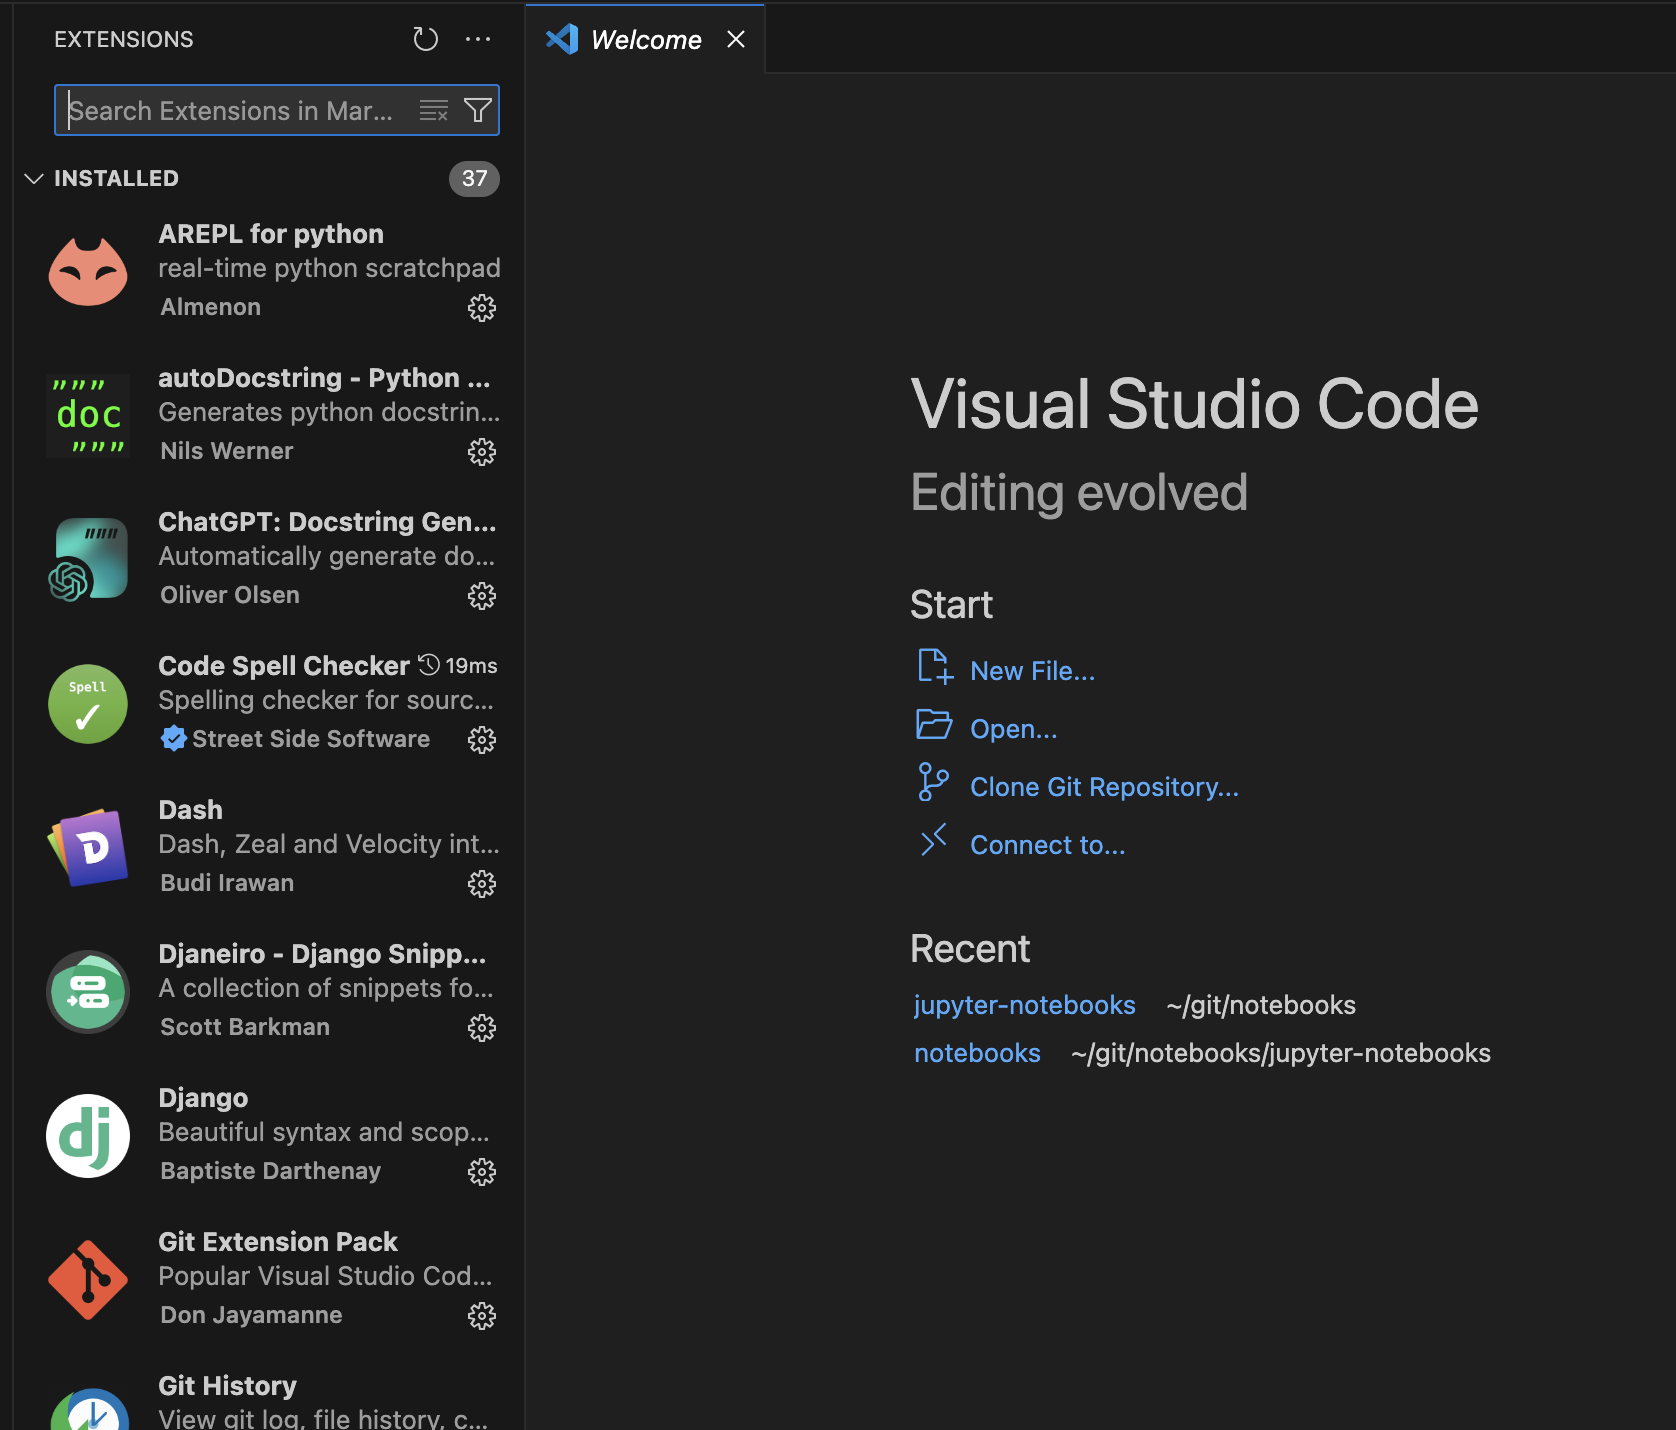 EXTENSIONS
Search Extensions in Mar...
INSTALLED
37
AREPL for python
real-time python scratchpad
Almenon
""" doc """
autoDocstring - Python ...
Generates python docstrin...
Nils Werner
ChatGPT: Docstring Gen...
Automatically generate do...
Oliver Olsen
Spell
Code Spell Checker 19ms
Spelling checker for sourc...
Street Side Software
D
Dash
Dash, Zeal and Velocity int...
Budi Irawan
Djaneiro - Django Snipp...
A collection of snippets fo...
Scott Barkman
dj
Django
Beautiful syntax and scop...
Baptiste Darthenay
Git Extension Pack
Popular Visual Studio Cod...
Don Jayamanne
Git History
View git log, file history, c...
Welcome
Visual Studio Code
Editing evolved
Start
New File...
Open...
Clone Git Repository...
Connect to...
Recent
jupyter-notebooks ~/git/notebooks
notebooks ~/git/notebooks/jupyter-notebooks